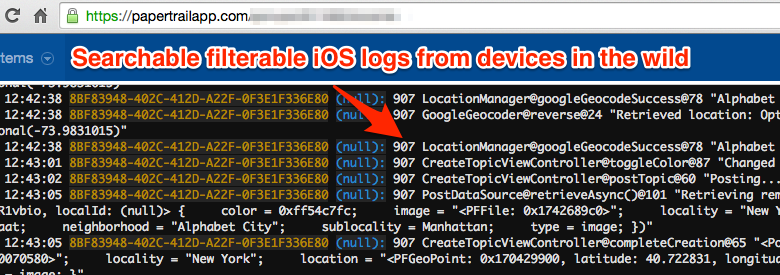 https://papertrailapp.com/
tems
Searchable filterable iOS logs from devices in the wild
onal(-73.9831015)"
12:42:38 8BF83948-402C-412D-A22F-0F3E1F336E80 (null): 907 LocationManager@googleGeocodeSuccess@78 "Alphabet
12:42:38 8BF83948-402C-412D-A22F-0F3E1F336E80 (nul 907 GoogleGeocoder@reverse@24 "Retrieved location: Opt
onal(-73.9831015)"
12:42:38 8BF83948-402C-412D-A22F-0F3E1F336E80 (null): 907 LocationManager@googleGeocodeSuccess@78 "Alphabet
12:43:01 8BF83948-402C-412D-A22F-0F3E1F336E80 (null): 907 CreateTopicViewController@toggleColor@87 "Changed
12:43:02 8BF83948-402C-412D-A22F-0F3E1F336E80 (null): 907 CreateTopicViewController@postTopic@60 "Posting...
12:43:05 8BF83948-402C-412D-A22F-0F3E1F336E80 (null): 907 PostDataSource@retrieveAsync()@101 "Retrieving rem
R1vbio, localId: (null)> { color = 0xff54c7fc; image = "<PFFile: 0x1742689c0>"; locality = "New Y
aat; neighborhood = "Alphabet City"; sublocality = Manhattan; type = image; })"
12:43:05 8BF83948-402C-412D-A22F-0F3E1F336E80 (null): 907 CreateTopicViewController@completeCreation@65 "<Po
0070580>"; locality = "New York"; location = "<PFGeoPoint: 0x170429900, latitude: 40.722831, longitud
= image; }"